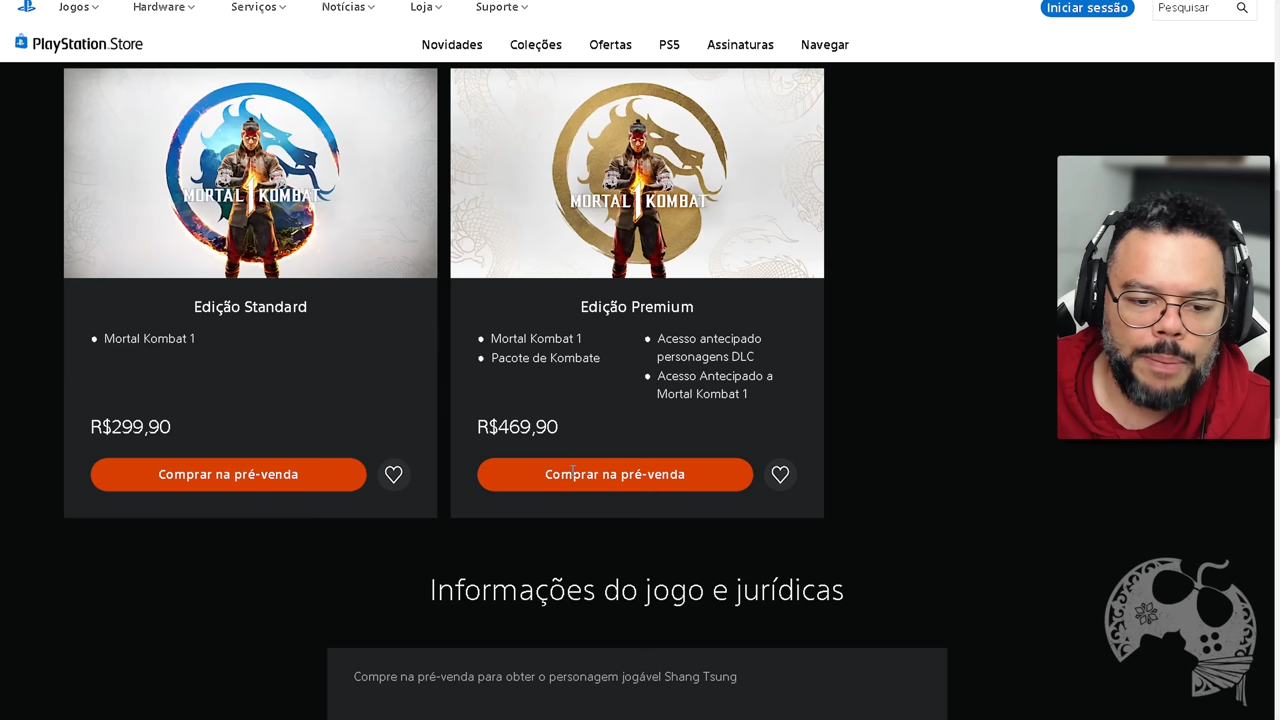 Jogos Hardware Serviços Notícias Loja Suporte Iniciar sessão Pesquisar
PlayStation Store Novidades Coleções Ofertas PS5 Assinaturas Navegar
MORTAL KOMBAT 1
MORTAL KOMBAT 1
Edição Standard
Mortal Kombat 1
R$299,90
Comprar na pré-venda
Edição Premium
Mortal Kombat 1
Pacote de Kombate
Acesso antecipado
personagens DLC
Acesso Antecipado a
Mortal Kombat 1
R$469,90
Comprar na pré-venda
Informações do jogo e jurídicas
Compre na pré-venda para obter o personagem jogável Shang Tsung